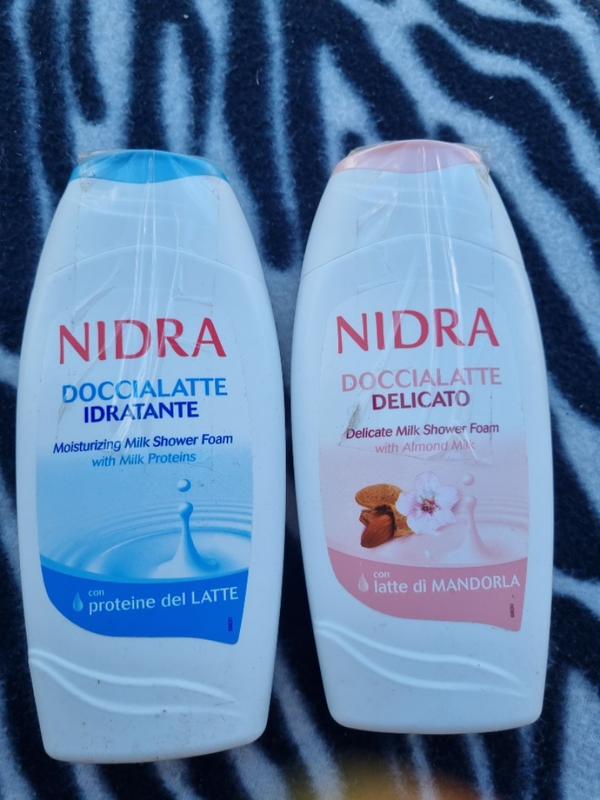 NIDRA
DOCCIALATTE
IDRATANTE
Moisturizing Milk Shower Foam
with Milk Proteins
con
proteine del LATTE
NIDRA
DOCCIALATTE
DELICATO
Delicate Milk Shower Foam
with Almond Milk
con
latte di MANDORLA